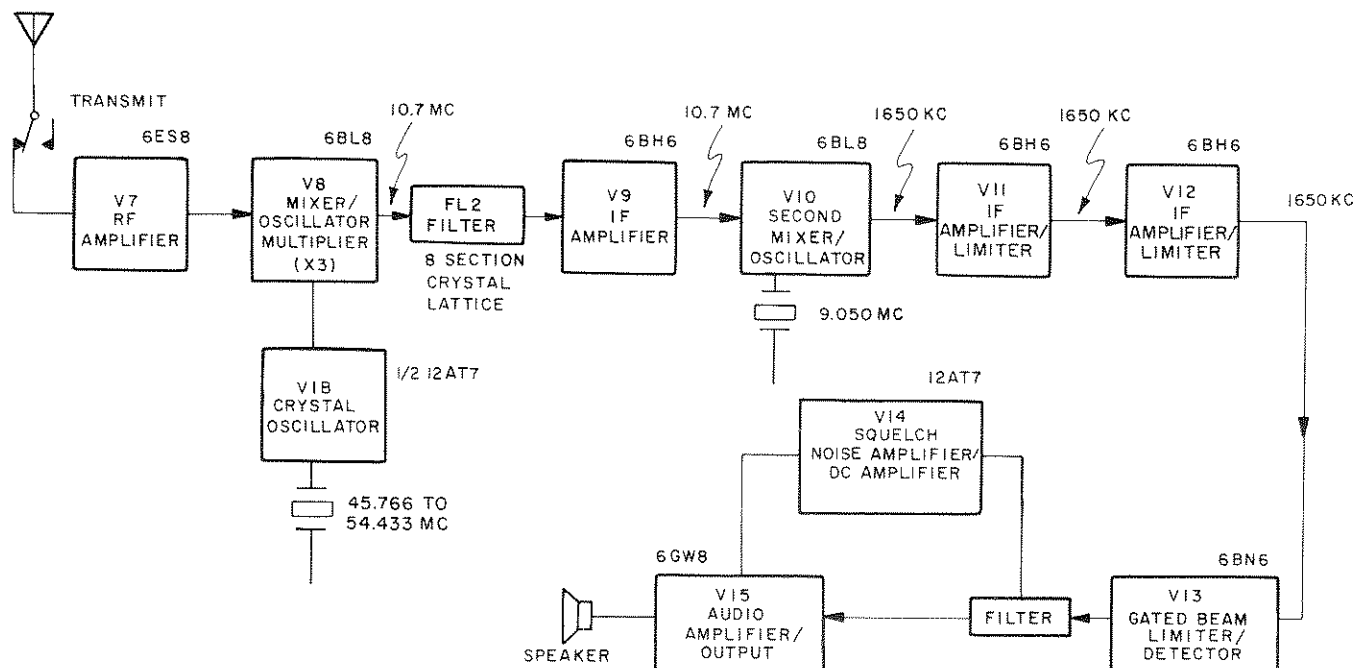 TRANSMIT
6ES8
V7
RF
AMPLIFIER
6BL8
V8
MIXER/
OSCILLATOR
MULTIPLIER
(X3)
10.7 MC
FL2
FILTER
8 SECTION
CRYSTAL
LATTICE
6BH6
V9
IF
AMPLIFIER
10.7 MC
6BL8
V10
SECOND
MIXER/
OSCILLATOR
1650 KC
6BH6
V11
IF
AMPLIFIER/
LIMITER
1650 KC
6BH6
V12
IF
AMPLIFIER/
LIMITER
1650 KC
9.050 MC
1/2 12AT7
V1B
CRYSTAL
OSCILLATOR
45.766 TO
54.433 MC
12AT7
V14
SQUELCH
NOISE AMPLIFIER/
DC AMPLIFIER
6GW8
V15
AUDIO
AMPLIFIER/
OUTPUT
SPEAKER
FILTER
6BN6
V13
GATED BEAM
LIMITER/
DETECTOR